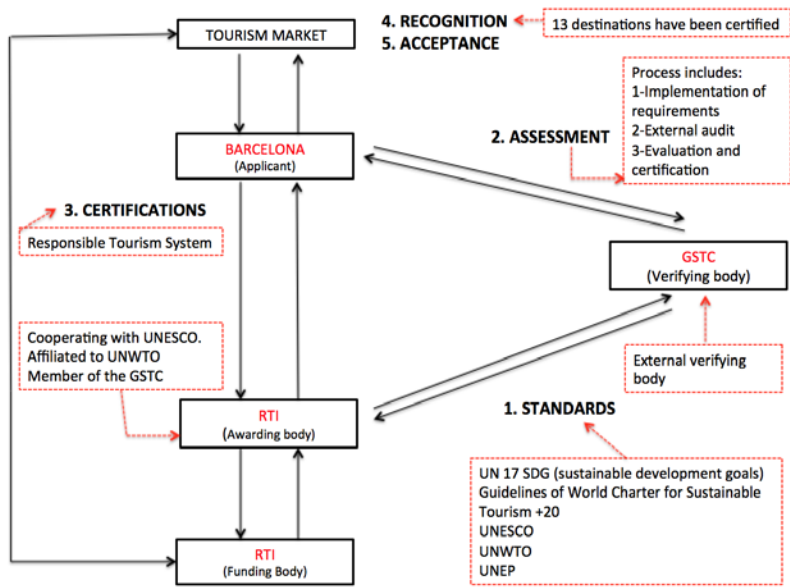 TOURISM MARKET
4. RECOGNITION
5. ACCEPTANCE
13 destinations have been certified
Process includes:
1-Implementation of
requirements
2-External audit
3-Evaluation and
certification
2. ASSESSMENT
BARCELONA
(Applicant)
3. CERTIFICATIONS
Responsible Tourism System
GSTC
(Verifying body)
Cooperating with UNESCO.
Affiliated to UNWTO
Member of the GSTC
External verifying
body
RTI
(Awarding body)
1. STANDARDS
UN 17 SDG (sustainable development goals)
Guidelines of World Charter for Sustainable
Tourism +20
UNESCO
UNWTO
UNEP
RTI
(Funding Body)